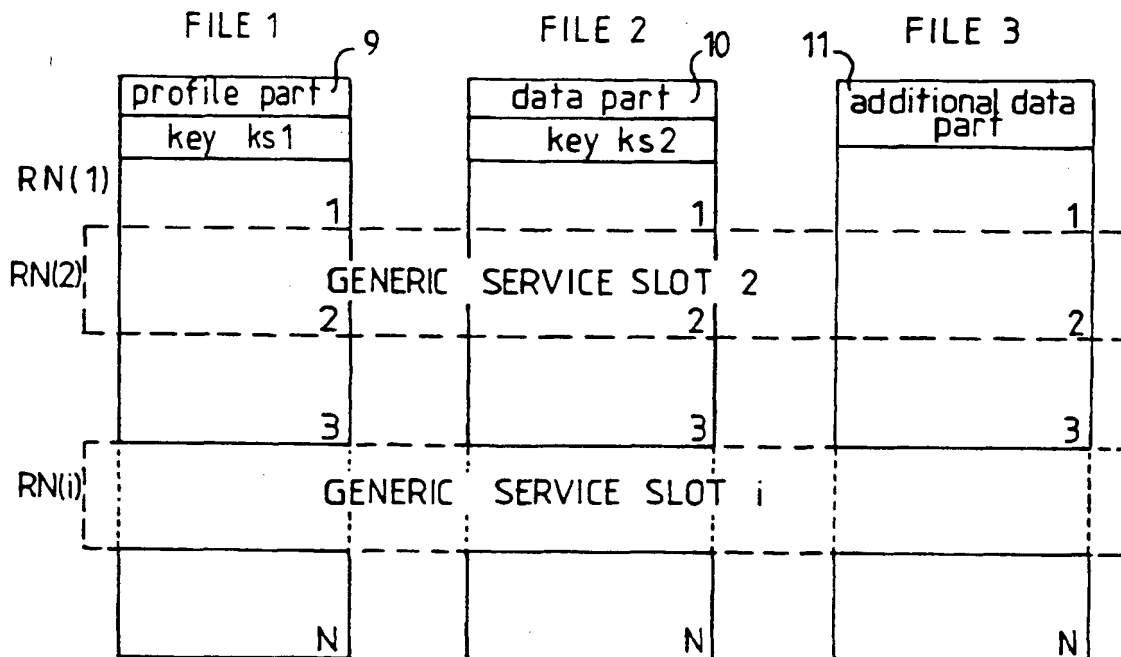 FILE 1 FILE 2 FILE 3
9 10 11
profile part data part additional data part
key ks1 key ks2
RN(1)
1 1 1
RN(2) GENERIC SERVICE SLOT 2
2 2 2
3 3 3
RN(i) GENERIC SERVICE SLOT i
N N N